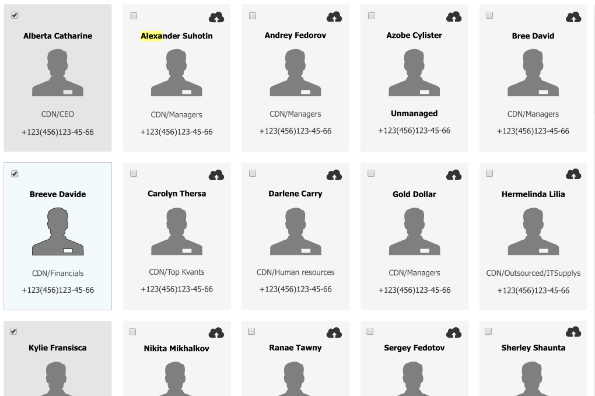 Alberta Catharine
CDN/CEO
+123(456)123-45-66
Alexander Suhotin
CDN/Managers
+123(456)123-45-66
Andrey Fedorov
CDN/Managers
+123(456)123-45-66
Azobe Cylister
Unmanaged
+123(456)123-45-66
Bree David
CDN/Managers
+123(456)123-45-66
Breeve Davide
CDN/Financials
+123(456)123-45-66
Carolyn Thersa
CDN/Top Kvants
+123(456)123-45-66
Darlene Carry
CDN/Human resources
+123(456)123-45-66
Gold Dollar
CDN/Managers
+123(456)123-45-66
Hermelinda Lilia
CDN/Outsourced/ITSupplys
+123(456)123-45-66
Kylie Fransisca
Nikita Mikhalkov
Ranae Tawny
Sergey Fedotov
Sherley Shaunta